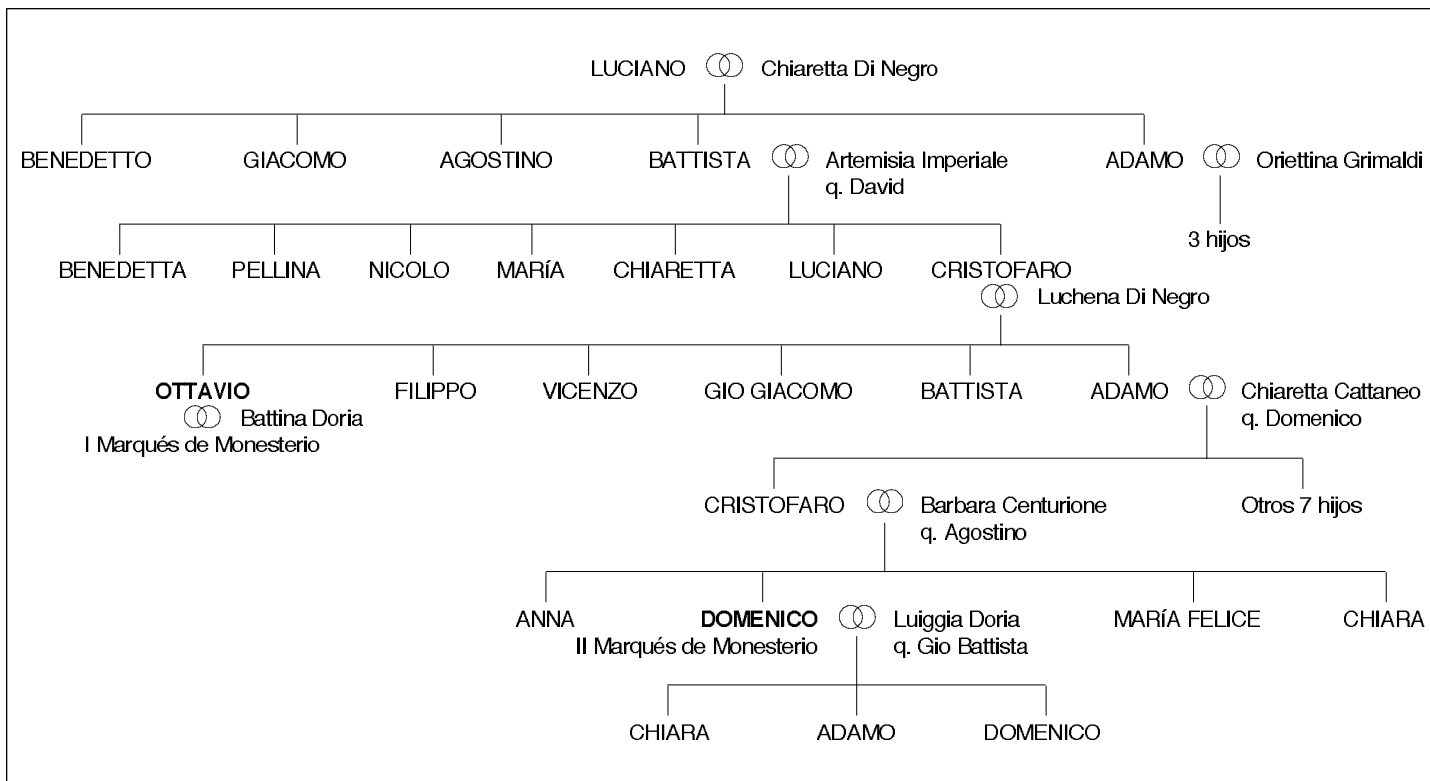 LUCIANO Chiaretta Di Negro
BENEDETTO GIACOMO AGOSTINO BATTISTA Artemisia Imperiale ADAMO Oriettina Grimaldi
q. David
3 hijos
BENEDETTA PELLINA NICOLO MARÍA CHIARETTA LUCIANO CRISTOFARO
Luchena Di Negro
OTTAVIO FILIPPO VICENZO GIO GIACOMO BATTISTA ADAMO Chiaretta Cattaneo
Battina Doria q. Domenico
I Marqués de Monesterio
CRISTOFARO Barbara Centurione Otros 7 hijos
q. Agostino
ANNA DOMENICO Luiggia Doria MARÍA FELICE CHIARA
II Marqués de Monesterio q. Gio Battista
CHIARA ADAMO DOMENICO